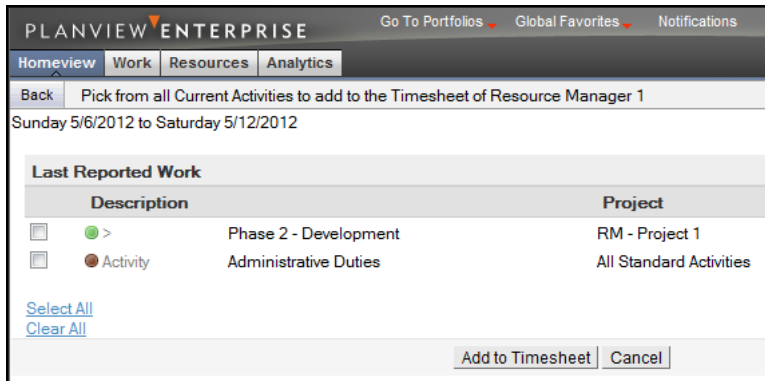 PLANVIEW ENTERPRISE Go To Portfolios Global Favorites Notifications
Homeview Work Resources Analytics
Back Pick from all Current Activities to add to the Timesheet of Resource Manager 1
Sunday 5/6/2012 to Saturday 5/12/2012
Last Reported Work
Description Project
> Phase 2 - Development RM - Project 1
Activity Administrative Duties All Standard Activities
Select All
Clear All
Add to Timesheet Cancel